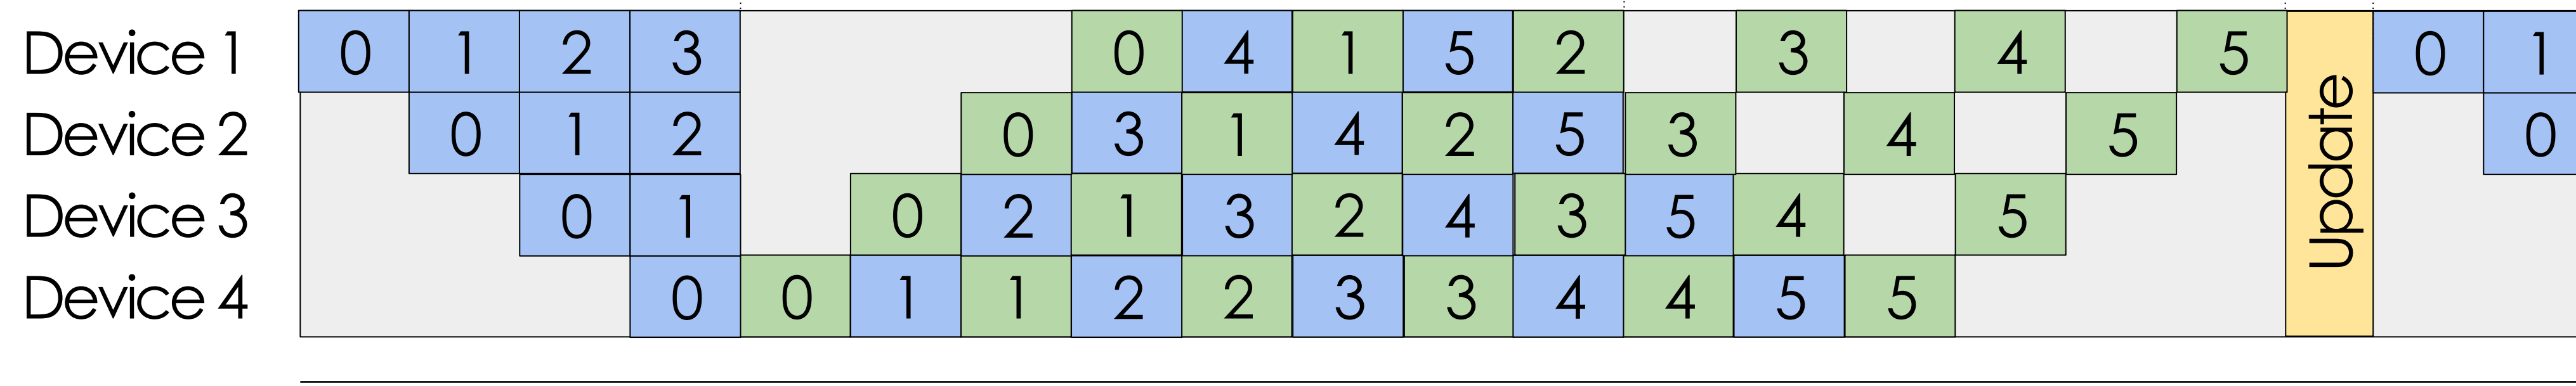 Device 1 0 1 2 3 0 4 1 5 2 3 4 5 0 1
Device 2 0 1 2 0 3 1 4 2 5 3 4 5 0
Device 3 0 1 0 2 1 3 2 4 3 5 4 5
Device 4 0 0 1 1 2 2 3 3 4 4 5 5
Update